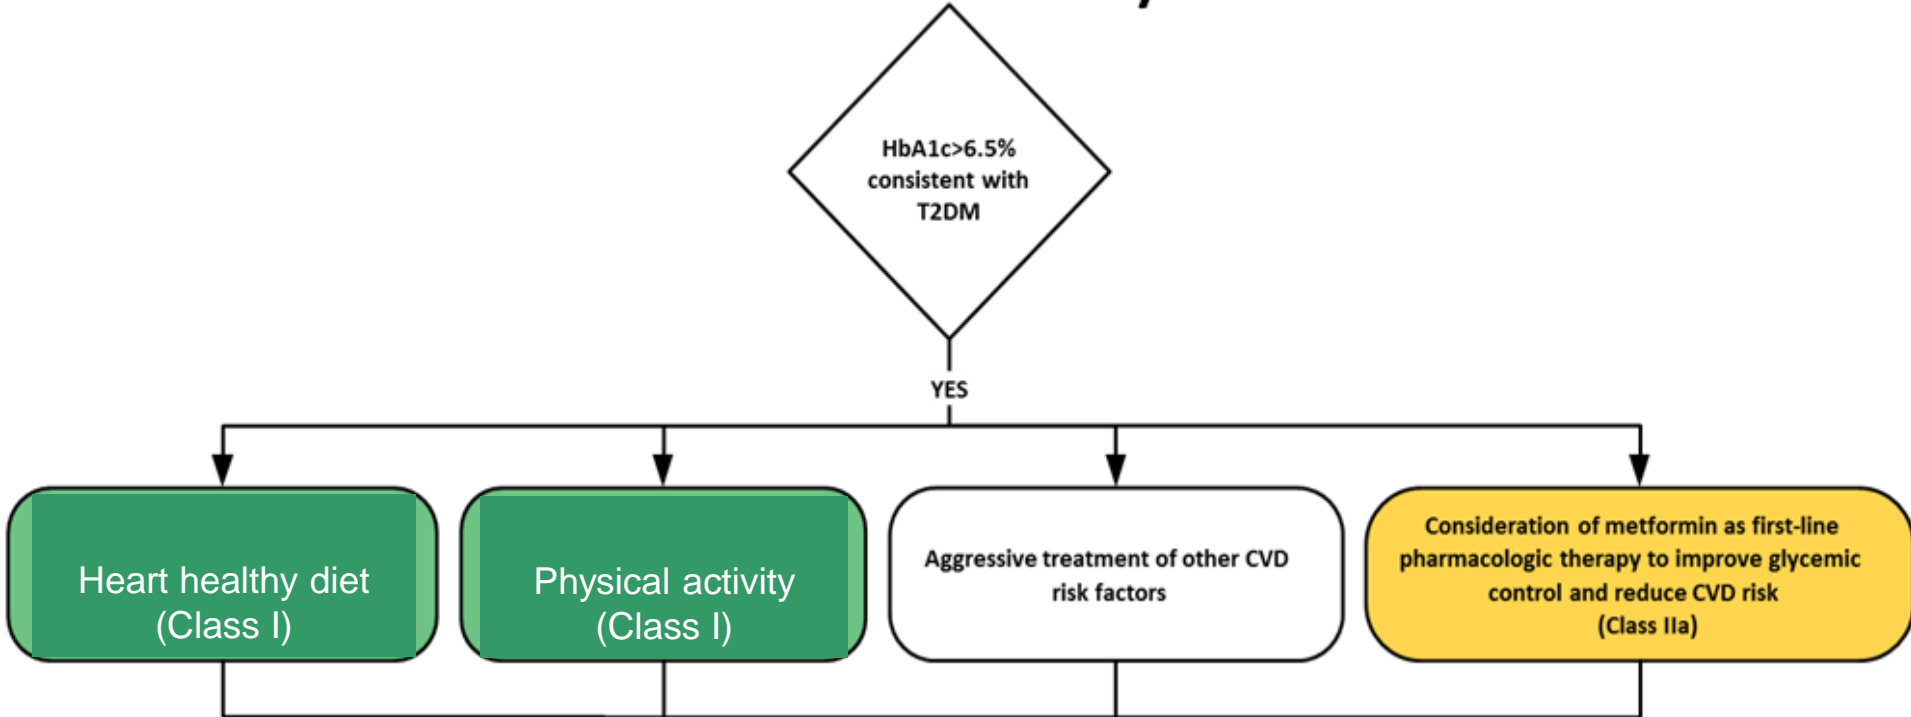 HbA1c>6.5%
consistent with
T2DM
YES
Heart healthy diet
(Class I)
Physical activity
(Class I)
Aggressive treatment of other CVD
risk factors
Consideration of metformin as first-line
pharmacologic therapy to improve glycemic
control and reduce CVD risk
(Class IIa)